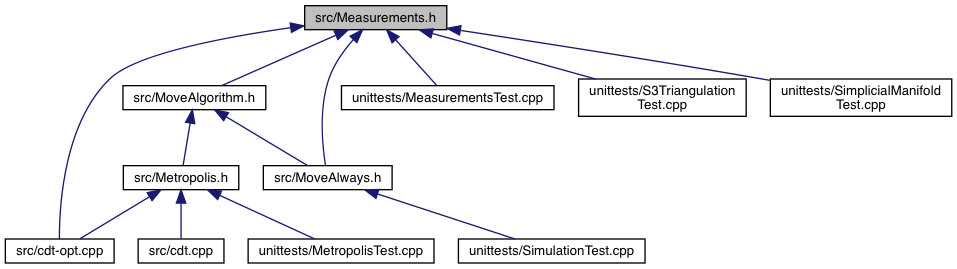 src/Measurements.h
src/MoveAlgorithm.h
unittests/MeasurementsTest.cpp
unittests/S3Triangulation
Test.cpp
unittests/SimplicialManifold
Test.cpp
src/Metropolis.h
src/MoveAlways.h
src/cdt-opt.cpp
src/cdt.cpp
unittests/MetropolisTest.cpp
unittests/SimulationTest.cpp